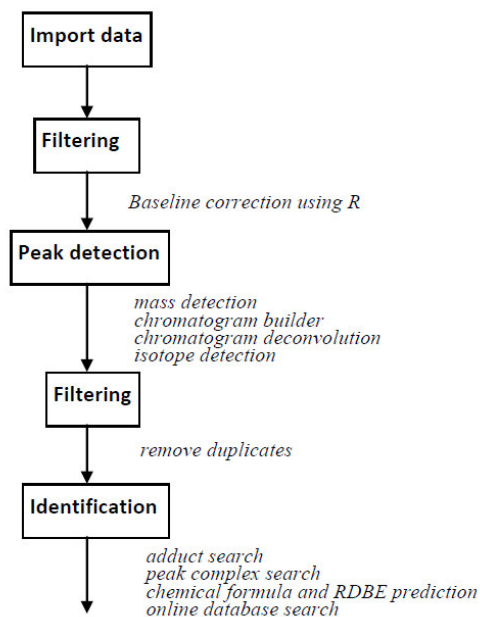 Import data
Filtering
Baseline correction using R
Peak detection
mass detection
chromatogram builder
chromatogram deconvolution
isotope detection
Filtering
remove duplicates
Identification
adduct search
peak complex search
chemical formula and RDBE prediction
online database search